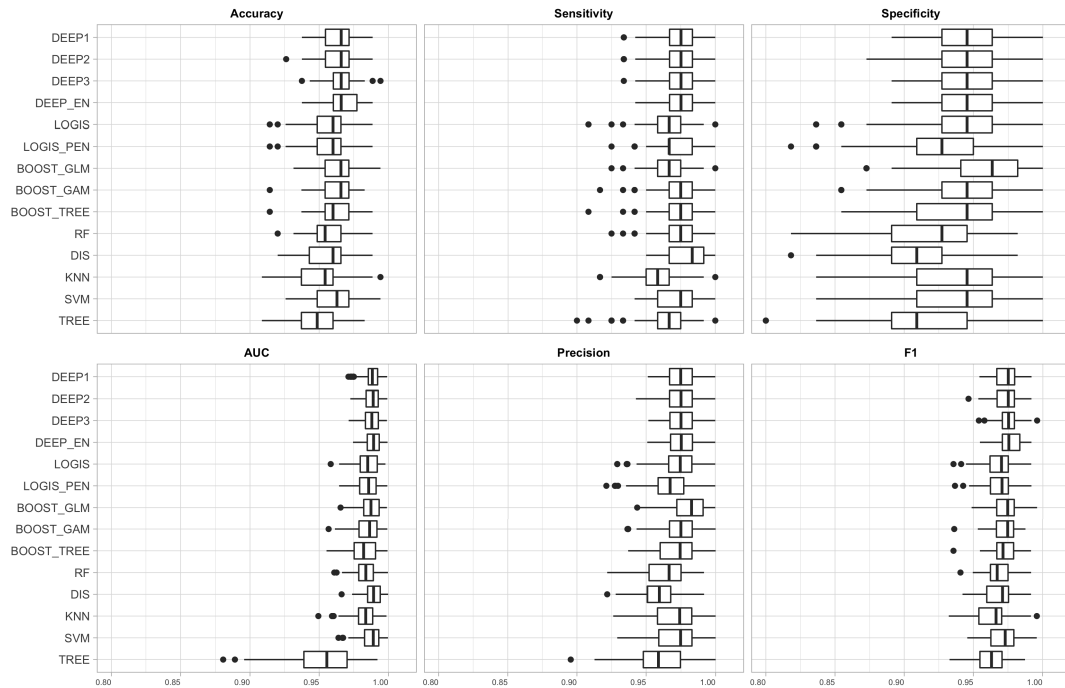 Accuracy Sensitivity Specificity
DEEP1
DEEP2
DEEP3
DEEP_EN
LOGIS
LOGIS_PEN
BOOST_GLM
BOOST_GAM
BOOST_TREE
RF
DIS
KNN
SVM
TREE
AUC Precision F1
DEEP1
DEEP2
DEEP3
DEEP_EN
LOGIS
LOGIS_PEN
BOOST_GLM
BOOST_GAM
BOOST_TREE
RF
DIS
KNN
SVM
TREE
0.80 0.85 0.90 0.95 1.00 0.80 0.85 0.90 0.95 1.00 0.80 0.85 0.90 0.95 1.00